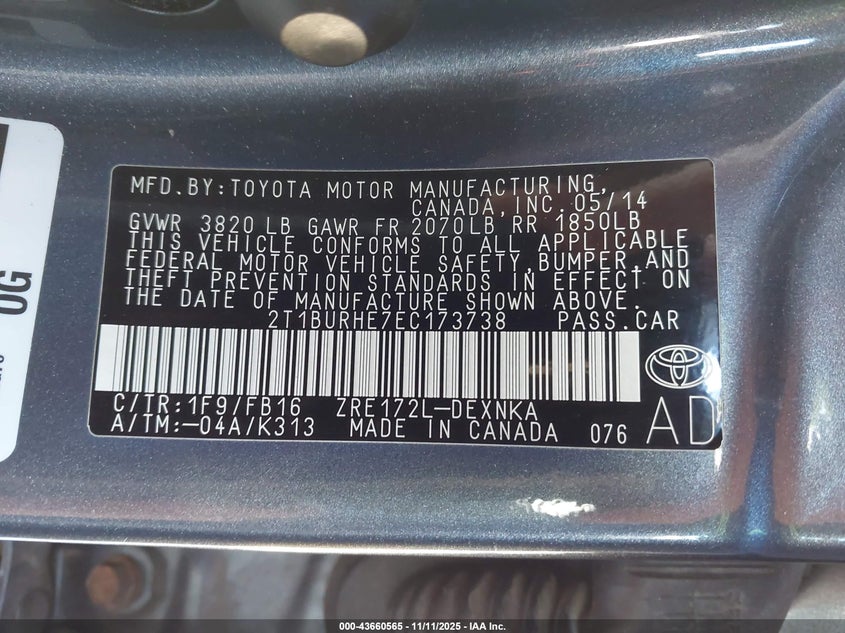 MFD.BY:TOYOTA MOTOR MANUFACTURING,
CANADA,INC.05/14
GVWR 3820 LB GAWR FR 2070LB RR 1850LB
THIS VEHICLE CONFORMS TO ALL APPLICABLE
FEDERAL MOTOR VEHICLE SAFETY,BUMPER,AND
THEFT PREVENTION STANDARDS IN EFFECT ON
THE DATE OF MANUFACTURE SHOWN ABOVE.
2T1BURHE7EC173738 PASS.CAR
C/TR:1F9/FB16 ZRE172L-DEXNKA
A/TM:-04A/K313 MADE IN CANADA 076 AD
OG
000-43660565 - 11/11/2025 - IAA Inc.